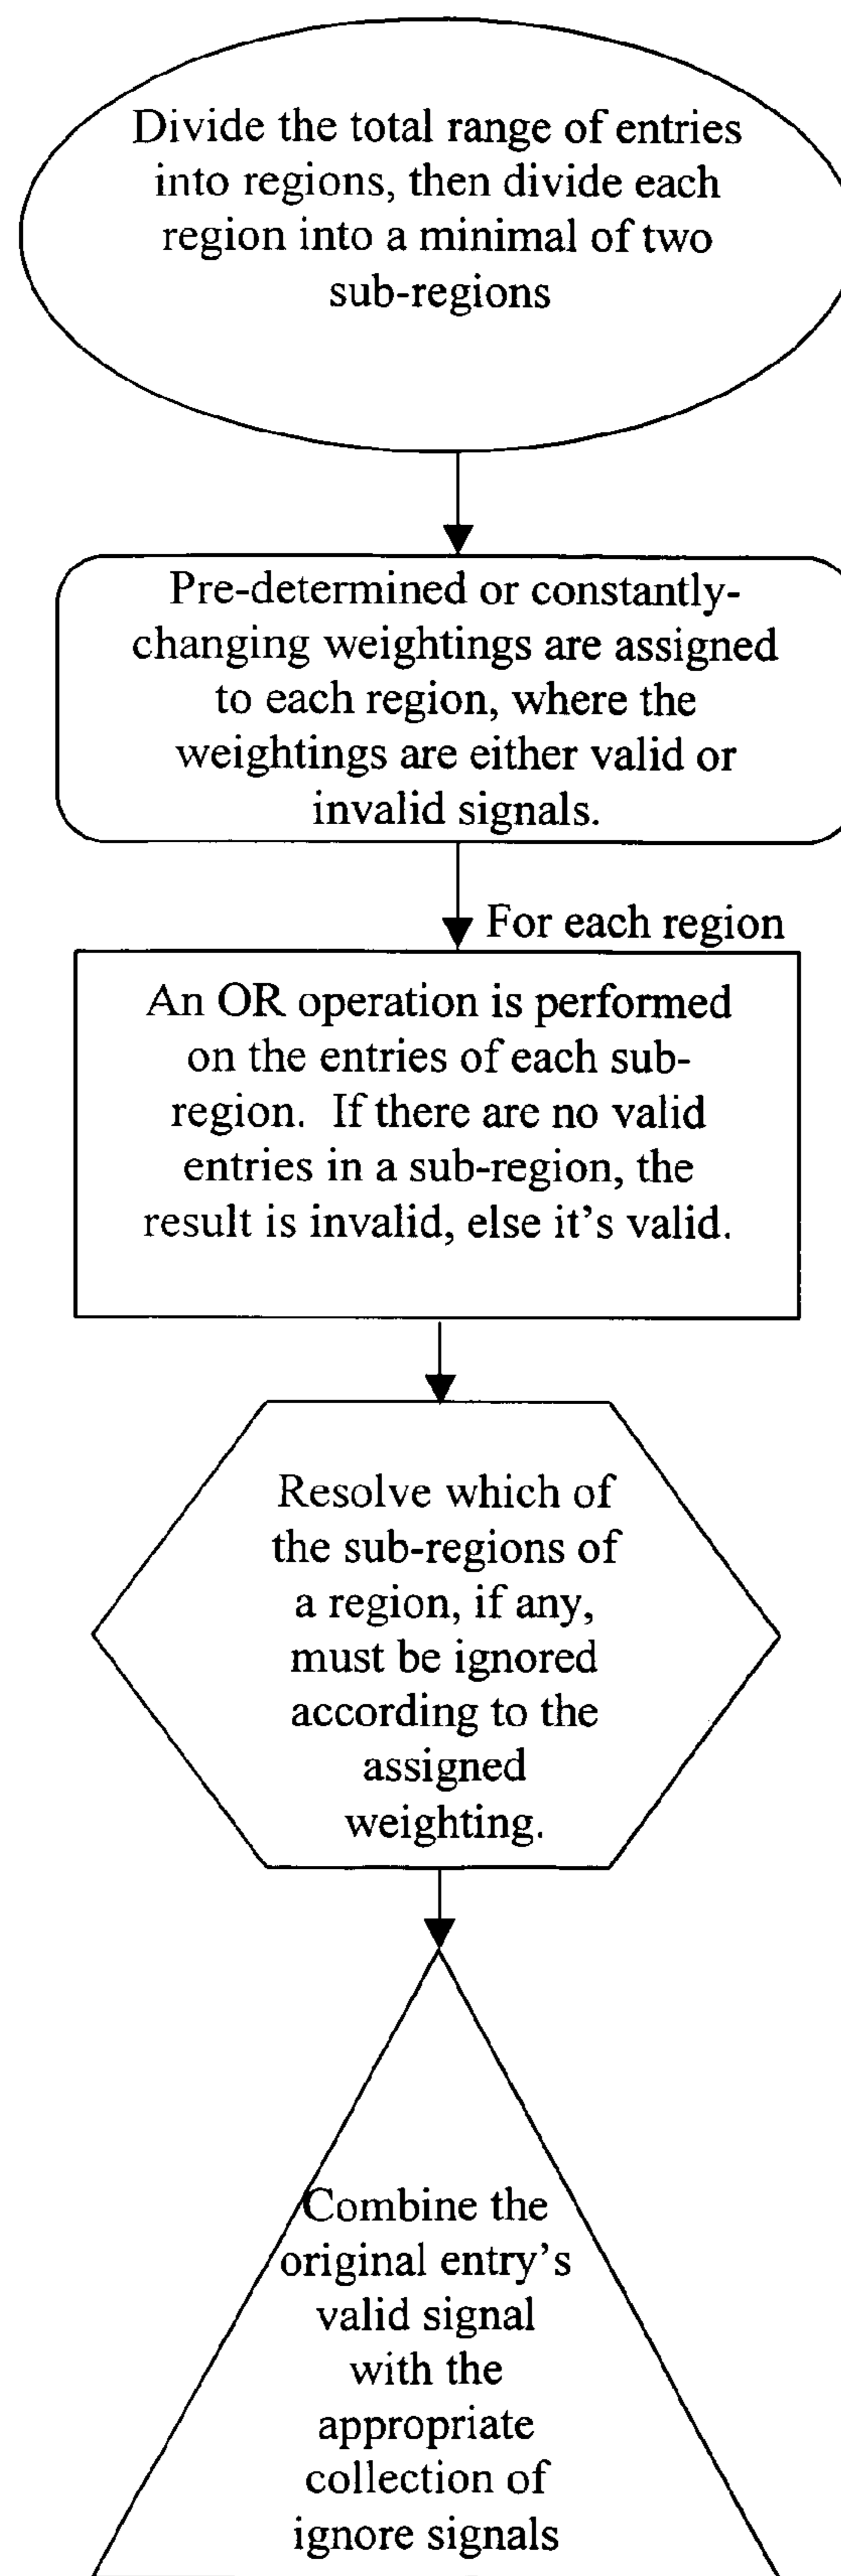 Divide the total range of entries
into regions, then divide each
region into a minimal of two
sub-regions
Pre-determined or constantly-
changing weightings are assigned
to each region, where the
weightings are either valid or
invalid signals.
For each region
An OR operation is performed
on the entries of each sub-
region. If there are no valid
entries in a sub-region, the
result is invalid, else it's valid.
Resolve which of
the sub-regions of
a region, if any,
must be ignored
according to the
assigned
weighting.
Combine the
original entry's
valid signal
with the
appropriate
collection of
ignore signals